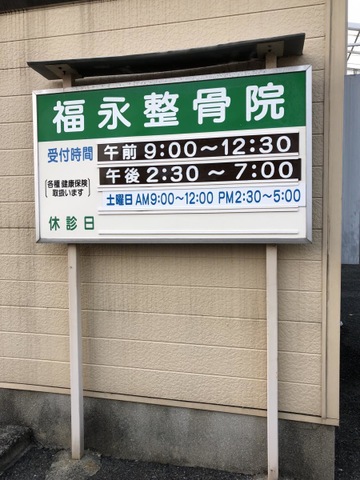 福永整骨院
受付時間 午前 9:00～12:30
午後 2:30～ 7:00
(各種健康保険取扱います)
土曜日 AM9:00～12:00 PM2:30～5:00
休診日